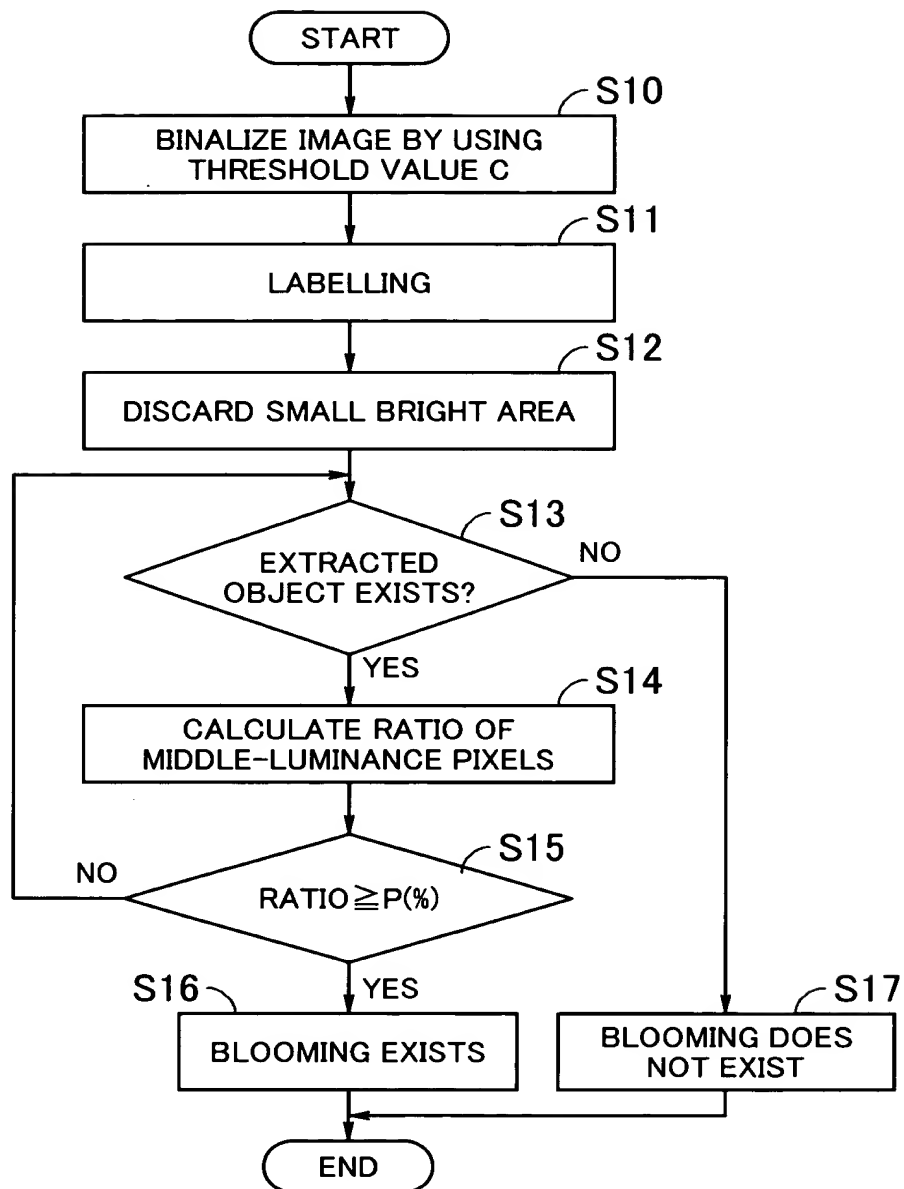 START
S10
BINALIZE IMAGE BY USING
THRESHOLD VALUE C
S11
LABELLING
S12
DISCARD SMALL BRIGHT AREA
S13
EXTRACTED
OBJECT EXISTS?
NO
YES
S14
CALCULATE RATIO OF
MIDDLE-LUMINANCE PIXELS
S15
NO
RATIO≧P(%)
YES
S16
BLOOMING EXISTS
S17
BLOOMING DOES
NOT EXIST
END